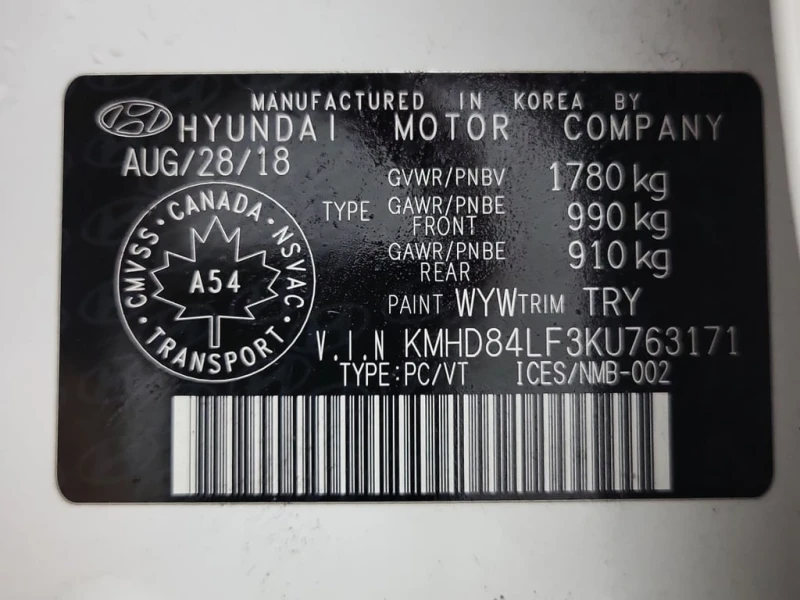 MANUFACTURED IN KOREA BY
HYUNDAI MOTOR COMPANY
AUG/28/18
GVWR/PNBV 1780 kg
TYPE GAWR/PNBE FRONT 990 kg
GAWR/PNBE REAR 910 kg
PAINT WYW TRIM TRY
CANADA · NSVAC · TRANSPORT · CMVSS ·
A54
V.I.N KMHD84LF3KU763171
TYPE:PC/VT ICES/NMB-002